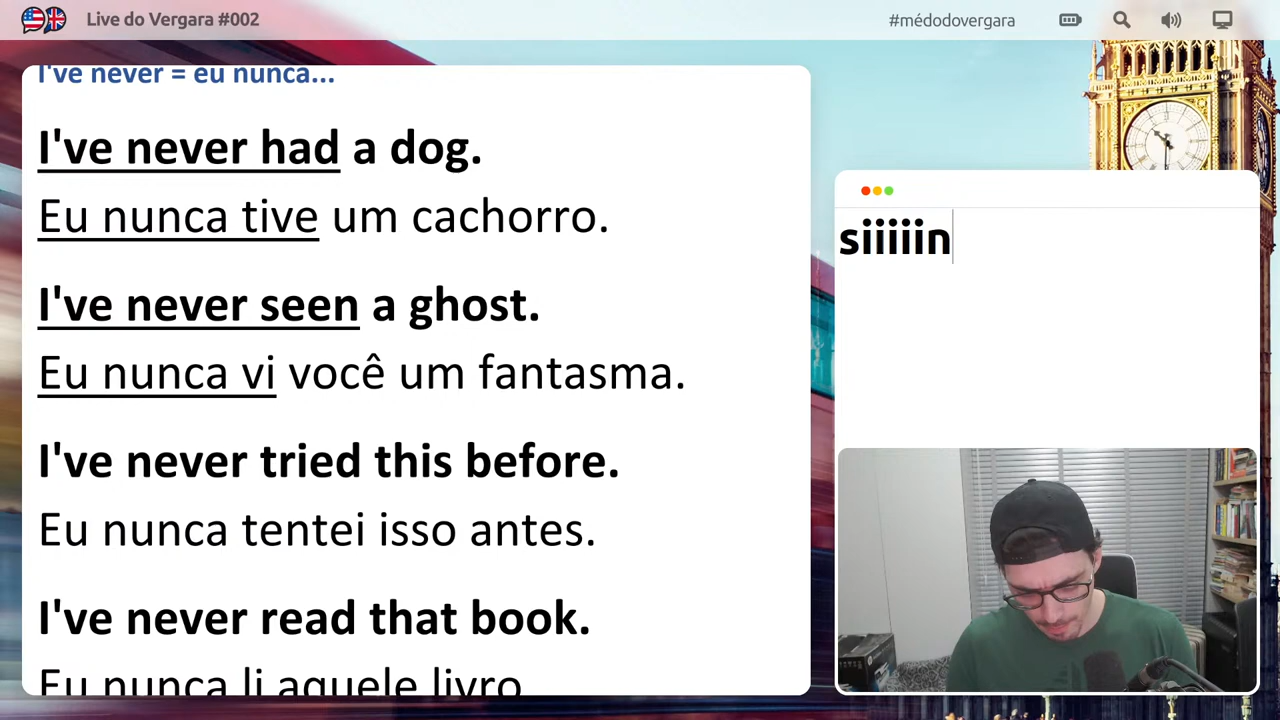 Live do Vergara #002
#médodovergara
I've never = eu nunca...
I've never had a dog.
Eu nunca tive um cachorro.
I've never seen a ghost.
Eu nunca vi você um fantasma.
I've never tried this before.
Eu nunca tentei isso antes.
I've never read that book.
Eu nunca li aquele livro
siiiiin